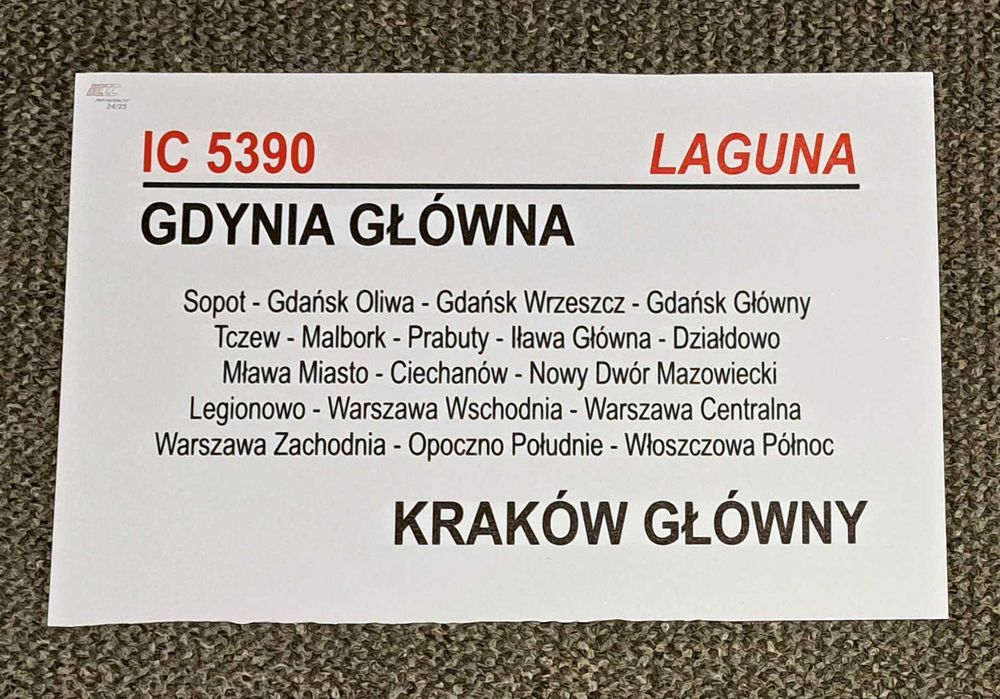 24/25
IC 5390 LAGUNA
GDYNIA GŁÓWNA
Sopot - Gdańsk Oliwa - Gdańsk Wrzeszcz - Gdańsk Główny
Tczew - Malbork - Prabuty - Iława Główna - Działdowo
Mława Miasto - Ciechanów - Nowy Dwór Mazowiecki
Legionowo - Warszawa Wschodnia - Warszawa Centralna
Warszawa Zachodnia - Opoczno Południe - Włoszczowa Północ
KRAKÓW GŁÓWNY